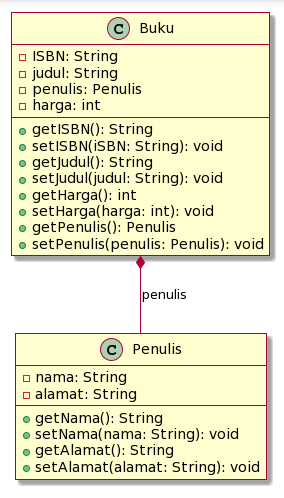 C Buku
ISBN: String
judul: String
penulis: Penulis
harga: int
getISBN(): String
setISBN(iSBN: String): void
getJudul(): String
setJudul(judul: String): void
getHarga(): int
setHarga(harga: int): void
getPenulis(): Penulis
setPenulis(penulis: Penulis): void
penulis
C Penulis
nama: String
alamat: String
getNama(): String
setNama(nama: String): void
getAlamat(): String
setAlamat(alamat: String): void